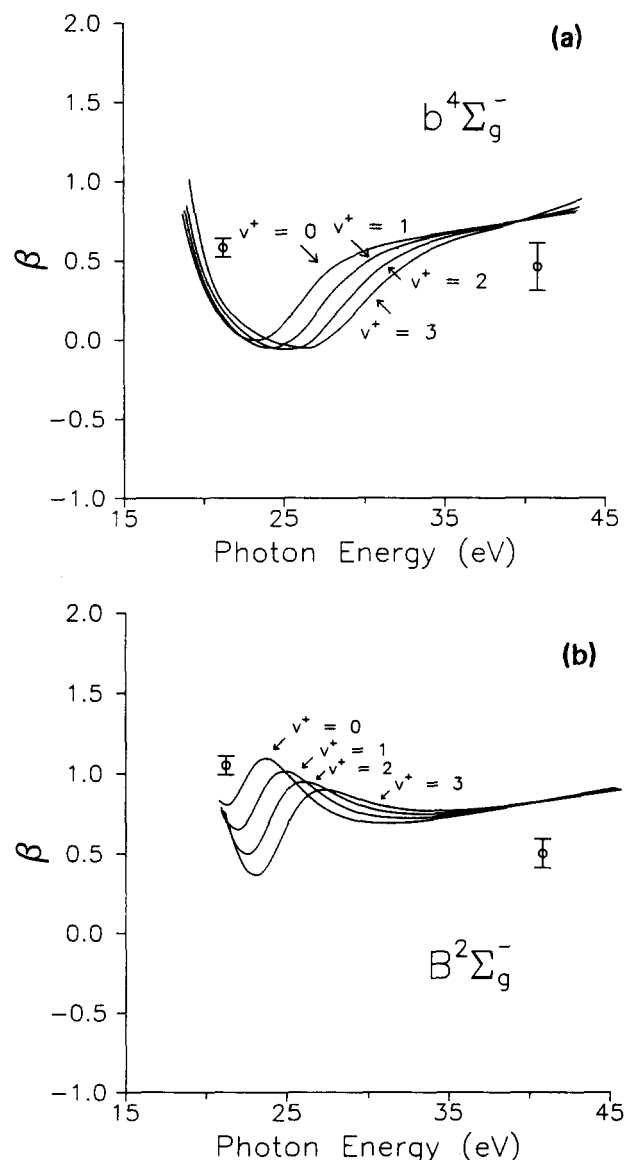 (a)
2.0
1.5
1.0
0.5
0.0
−0.5
−1.0
β
b⁴Σg⁻
v⁺ = 0 v⁺ = 1
v⁺ = 2
v⁺ = 3
15 25 35 45
Photon Energy (eV)
(b)
2.0
1.5
1.0
0.5
0.0
−0.5
−1.0
β
v⁺ = 0
v⁺ = 1
v⁺ = 2
v⁺ = 3
B²Σg⁻
15 25 35 45
Photon Energy (eV)